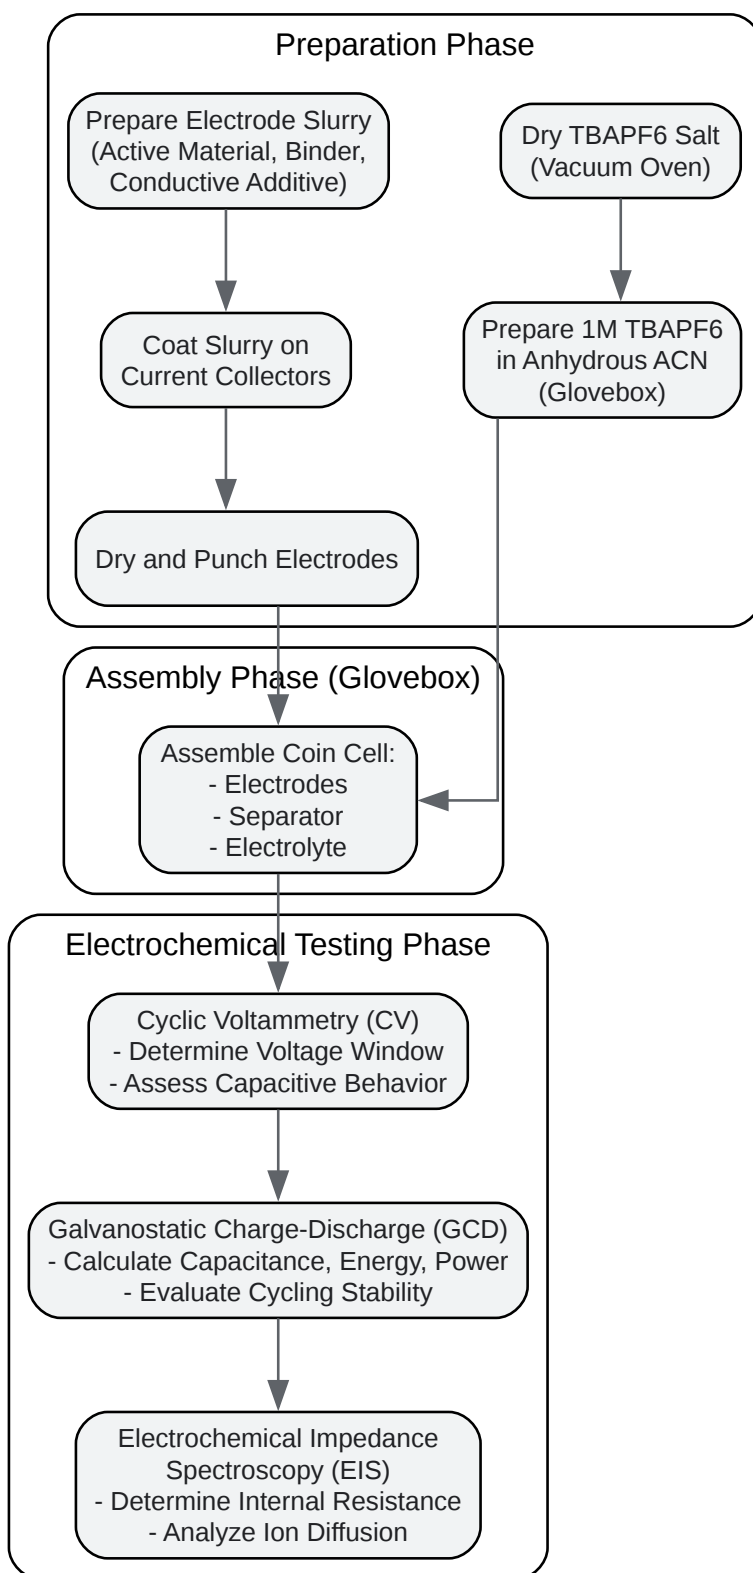 Preparation Phase
Prepare Electrode Slurry
(Active Material, Binder,
Conductive Additive)
Dry TBAPF6 Salt
(Vacuum Oven)
Coat Slurry on
Current Collectors
Prepare 1M TBAPF6
in Anhydrous ACN
(Glovebox)
Dry and Punch Electrodes
Assembly Phase (Glovebox)
Assemble Coin Cell:
- Electrodes
- Separator
- Electrolyte
Electrochemical Testing Phase
Cyclic Voltammetry (CV)
- Determine Voltage Window
- Assess Capacitive Behavior
Galvanostatic Charge-Discharge (GCD)
- Calculate Capacitance, Energy, Power
- Evaluate Cycling Stability
Electrochemical Impedance
Spectroscopy (EIS)
- Determine Internal Resistance
- Analyze Ion Diffusion